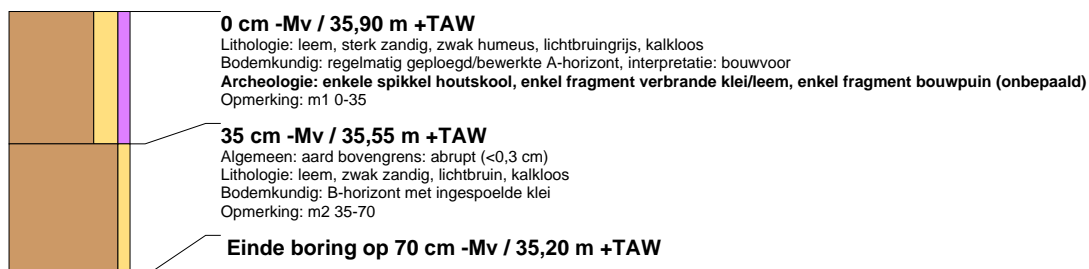 0 cm -Mv / 35,90 m +TAW
Lithologie: leem, sterk zandig, zwak humeus, lichtbruingrijs, kalkloos
Bodemkundig: regelmatig geploegd/bewerkte A-horizont, interpretatie: bouwvoor
Archeologie: enkele spikkel houtskool, enkel fragment verbrande klei/leem, enkel fragment bouwpuin (onbepaald)
Opmerking: m1 0-35
35 cm -Mv / 35,55 m +TAW
Algemeen: aard bovengrens: abrupt (<0,3 cm)
Lithologie: leem, zwak zandig, lichtbruin, kalkloos
Bodemkundig: B-horizont met ingespoelde klei
Opmerking: m2 35-70
Einde boring op 70 cm -Mv / 35,20 m +TAW